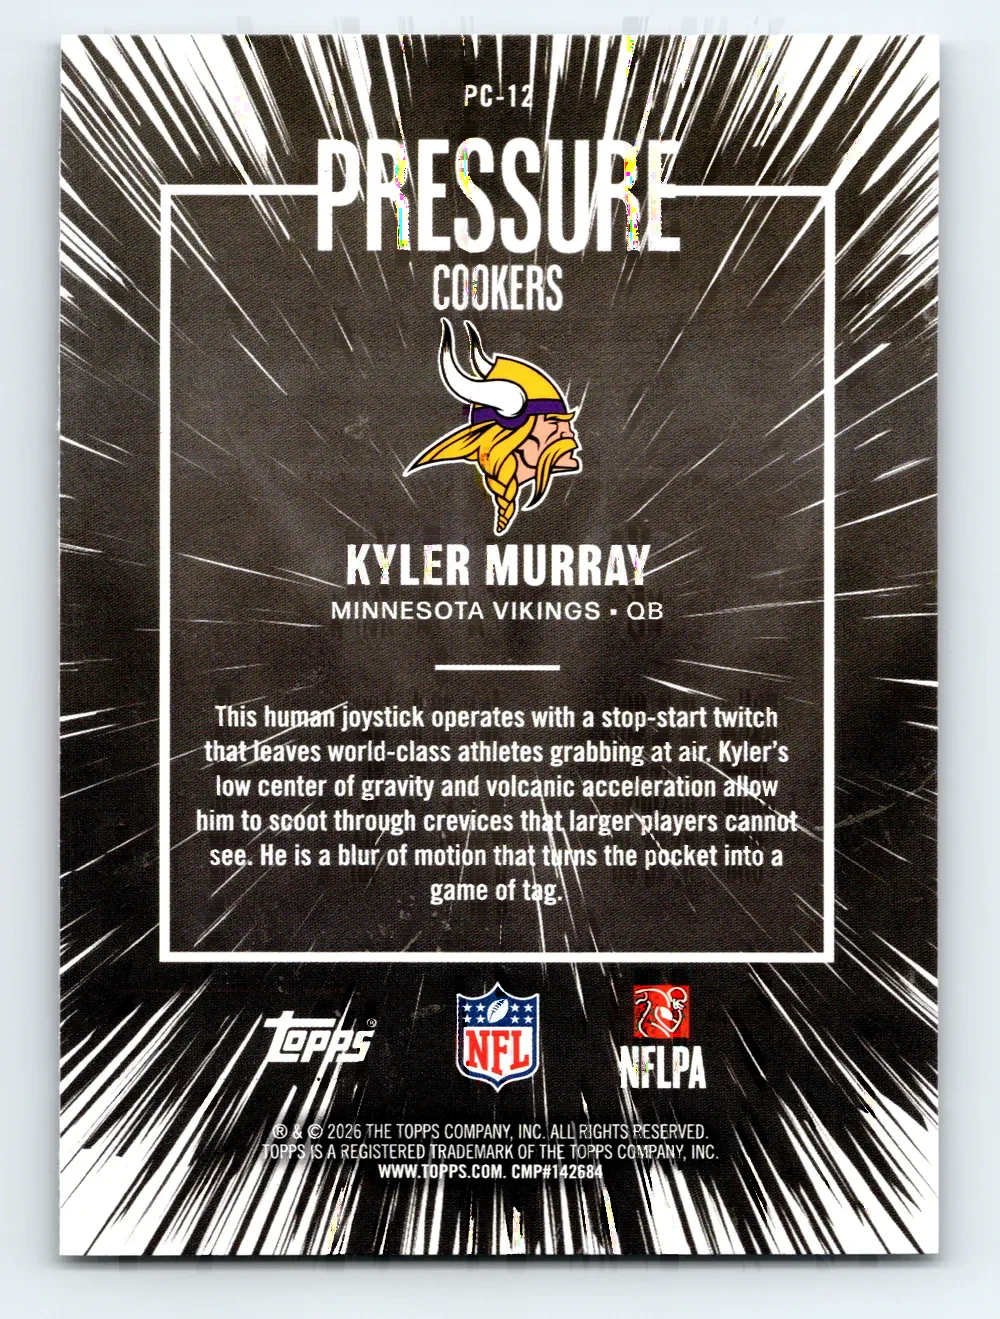 PC-12
PRESSURE
COOKERS
KYLER MURRAY
MINNESOTA VIKINGS • QB
This human joystick operates with a stop-start twitch
that leaves world-class athletes grabbing at air. Kyler's
low center of gravity and volcanic acceleration allow
him to scoot through crevices that larger players cannot
see. He is a blur of motion that turns the pocket into a
game of tag.
Topps®
NFL
NFLPA
® & © 2026 THE TOPPS COMPANY, INC. ALL RIGHTS RESERVED.
TOPPS IS A REGISTERED TRADEMARK OF THE TOPPS COMPANY, INC.
WWW.TOPPS.COM. CMP#142684